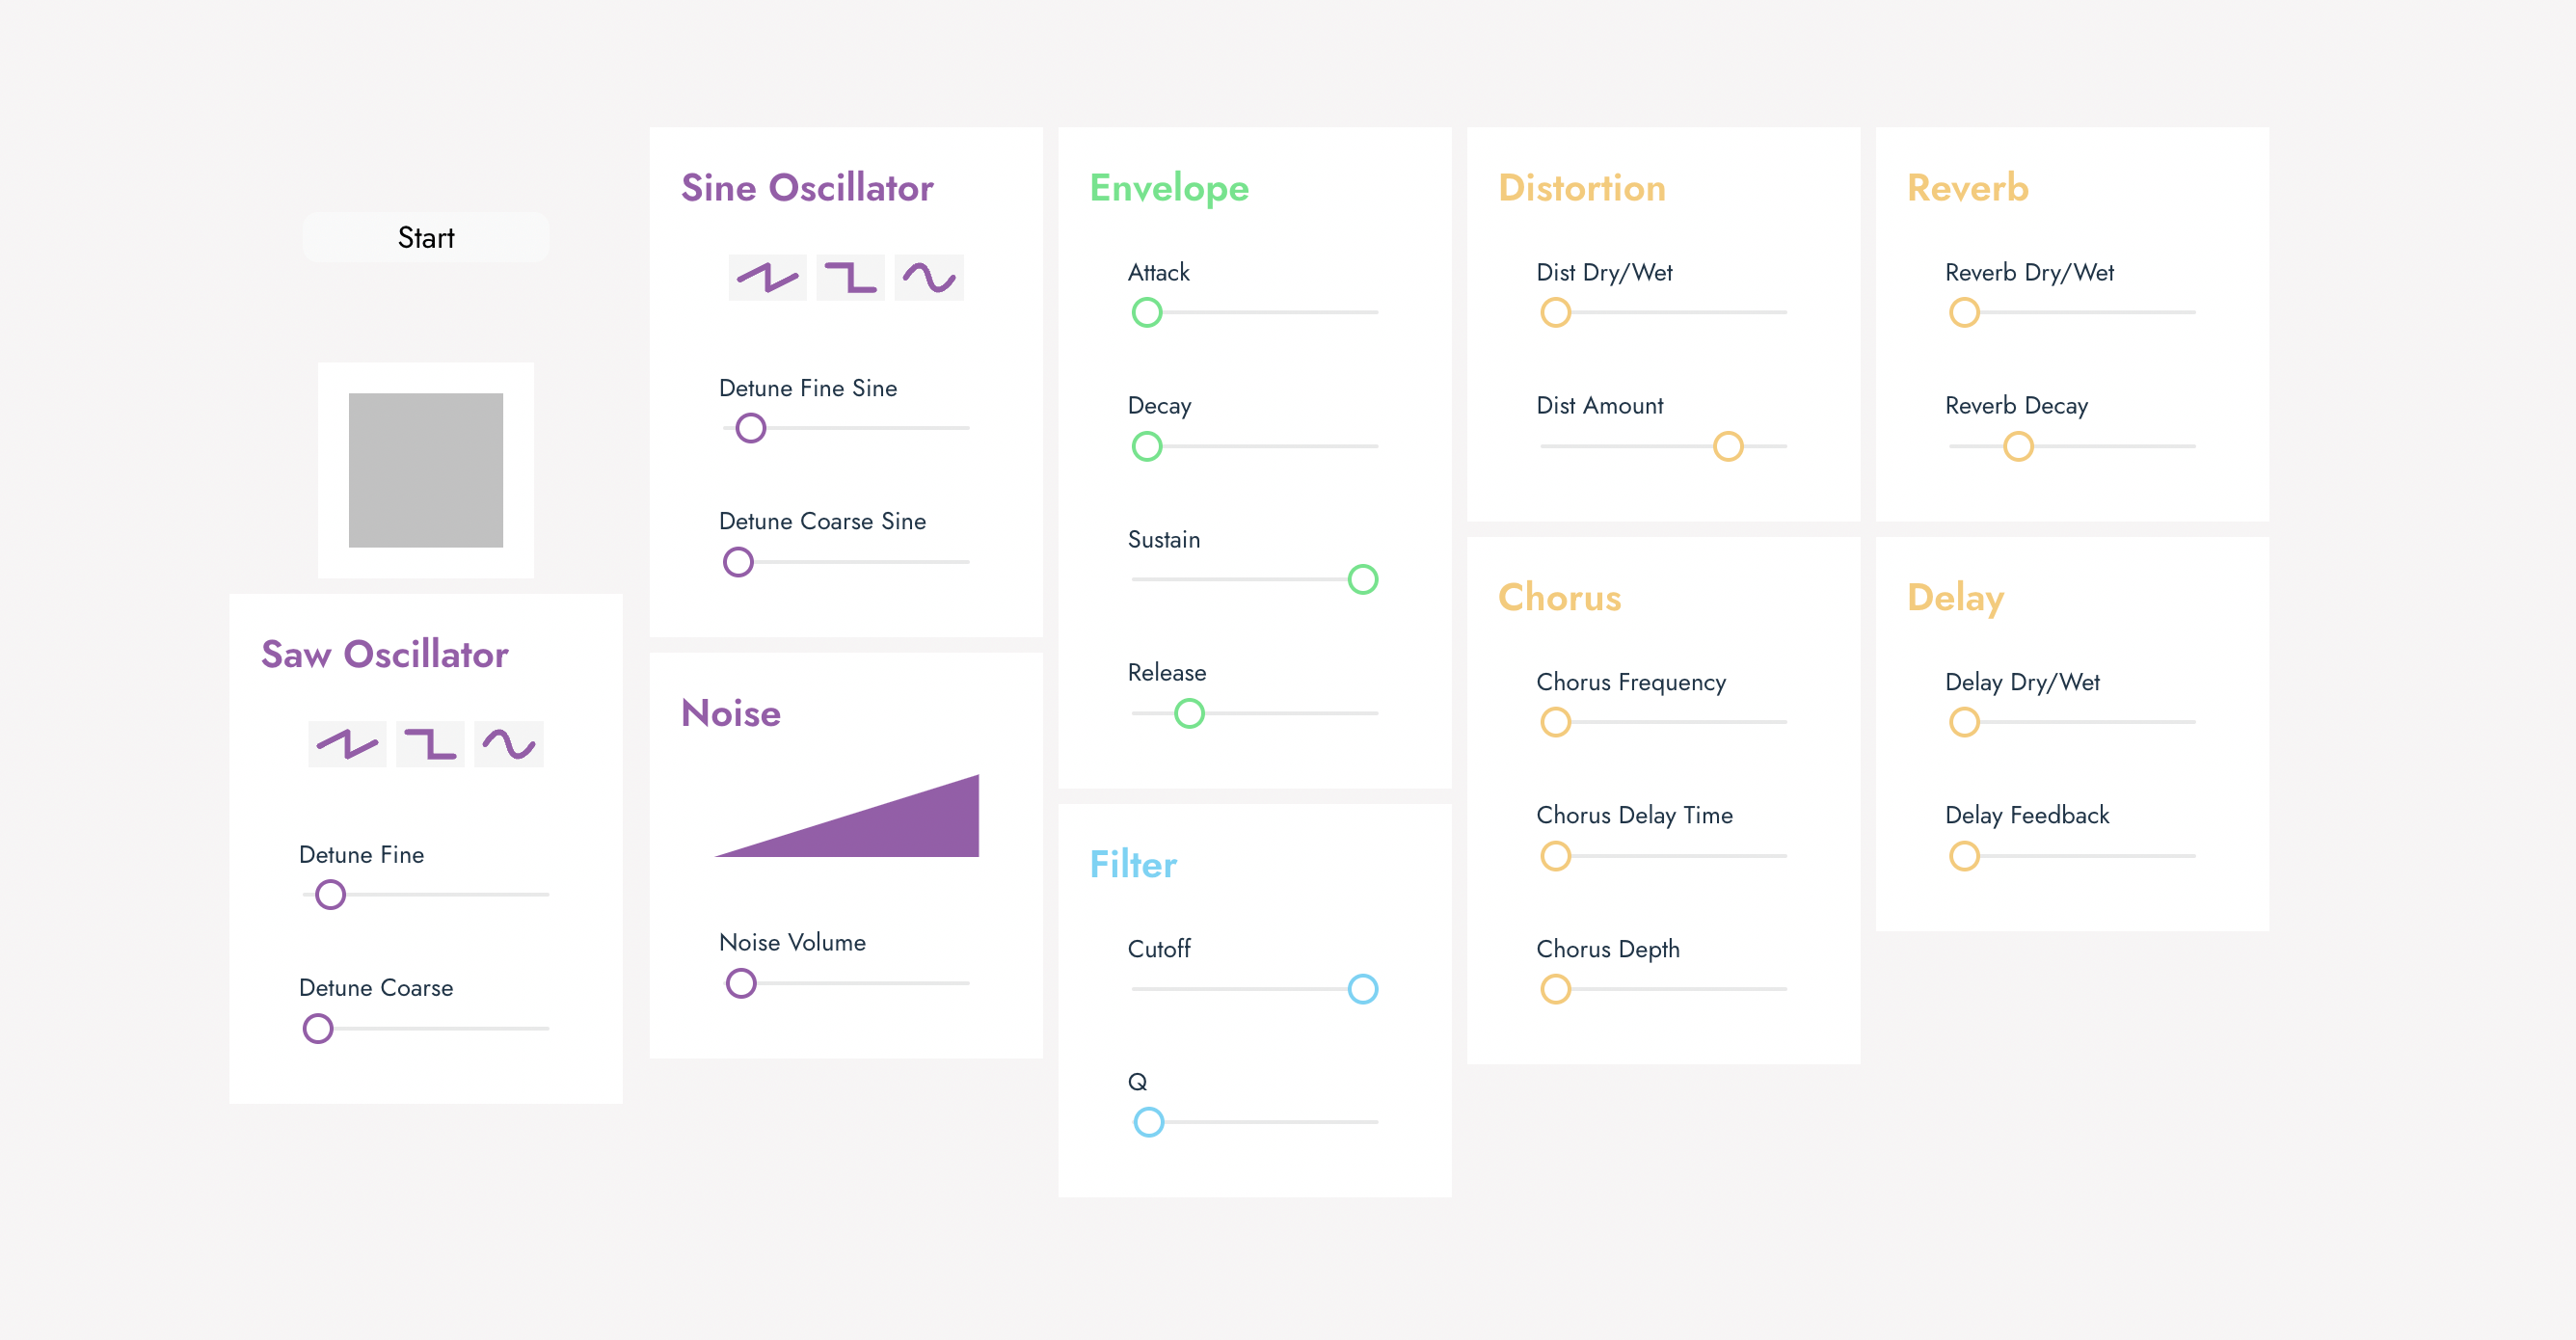 Start
Saw Oscillator
Detune Fine
Detune Coarse
Sine Oscillator
Detune Fine Sine
Detune Coarse Sine
Noise
Noise Volume
Envelope
Attack
Decay
Sustain
Release
Filter
Cutoff
Q
Distortion
Dist Dry/Wet
Dist Amount
Chorus
Chorus Frequency
Chorus Delay Time
Chorus Depth
Reverb
Reverb Dry/Wet
Reverb Decay
Delay
Delay Dry/Wet
Delay Feedback